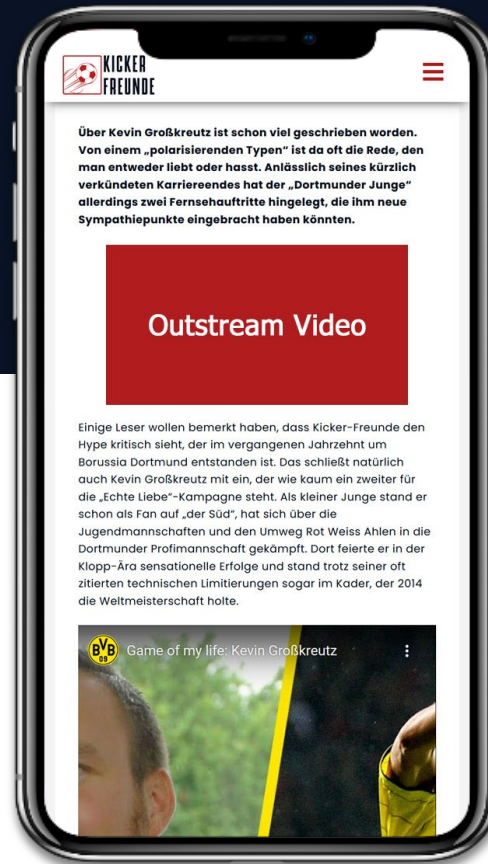 KICKER
FREUNDE
Über Kevin Großkreutz ist schon viel geschrieben worden.
Von einem „polarisierenden Typen“ ist da oft die Rede, den
man entweder liebt oder hasst. Anlässlich seines kürzlich
verkündeten Karriereendes hat der „Dortmunder Junge“
allerdings zwei Fernsehauftritte hingelegt, die ihm neue
Sympathiepunkte eingebracht haben könnten.
Outstream Video
Einige Leser wollen bemerkt haben, dass Kicker-Freunde den
Hype kritisch sieht, der im vergangenen Jahrzehnt um
Borussia Dortmund entstanden ist. Das schließt natürlich
auch Kevin Großkreutz mit ein, der wie kaum ein zweiter für
die „Echte Liebe“-Kampagne steht. Als kleiner Junge stand er
schon als Fan auf „der Süd“, hat sich über die
Jugendmannschaften und den Umweg Rot Weiss Ahlen in die
Dortmunder Profimannschaft gekämpft. Dort feierte er in der
Klopp-Ära sensationelle Erfolge und stand trotz seiner oft
zitierten technischen Limitierungen sogar im Kader, der 2014
die Weltmeisterschaft holte.
BVB
09
Game of my life: Kevin Großkreutz